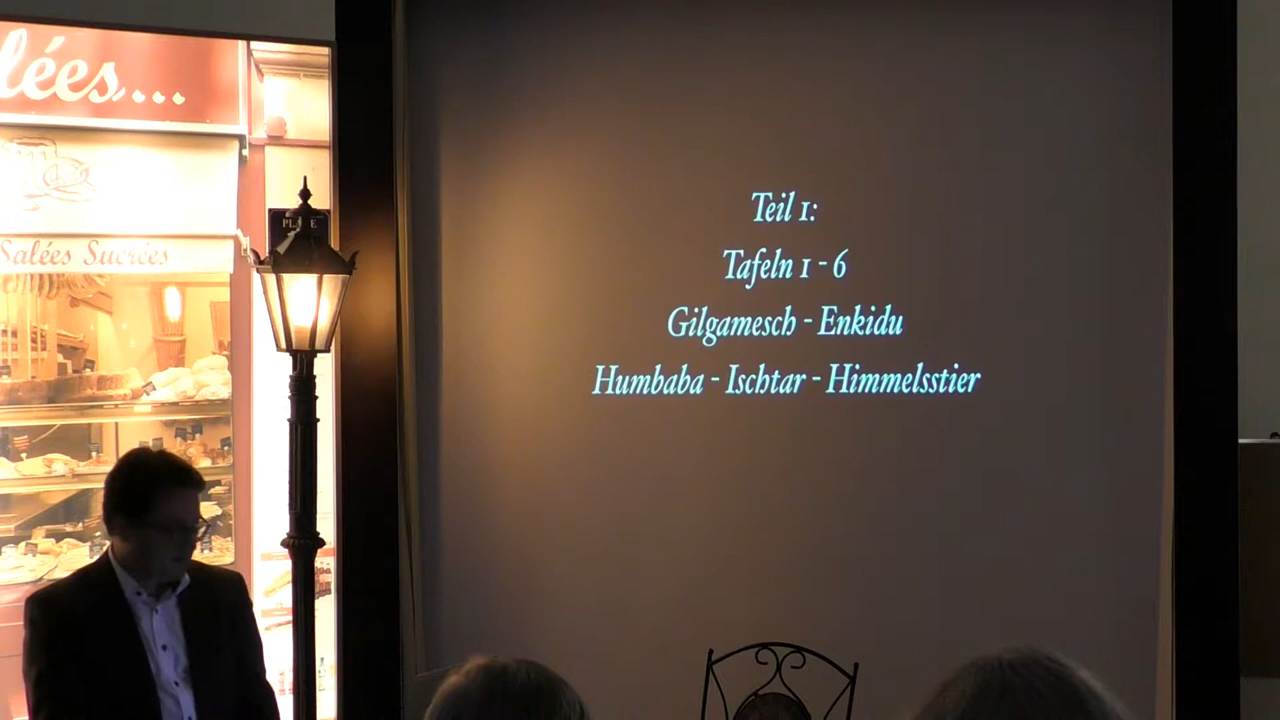 lées...
Salées Sucrées
Teil 1:
Tafeln 1 - 6
Gilgamesch - Enkidu
Humbaba - Ischtar - Himmelsstier